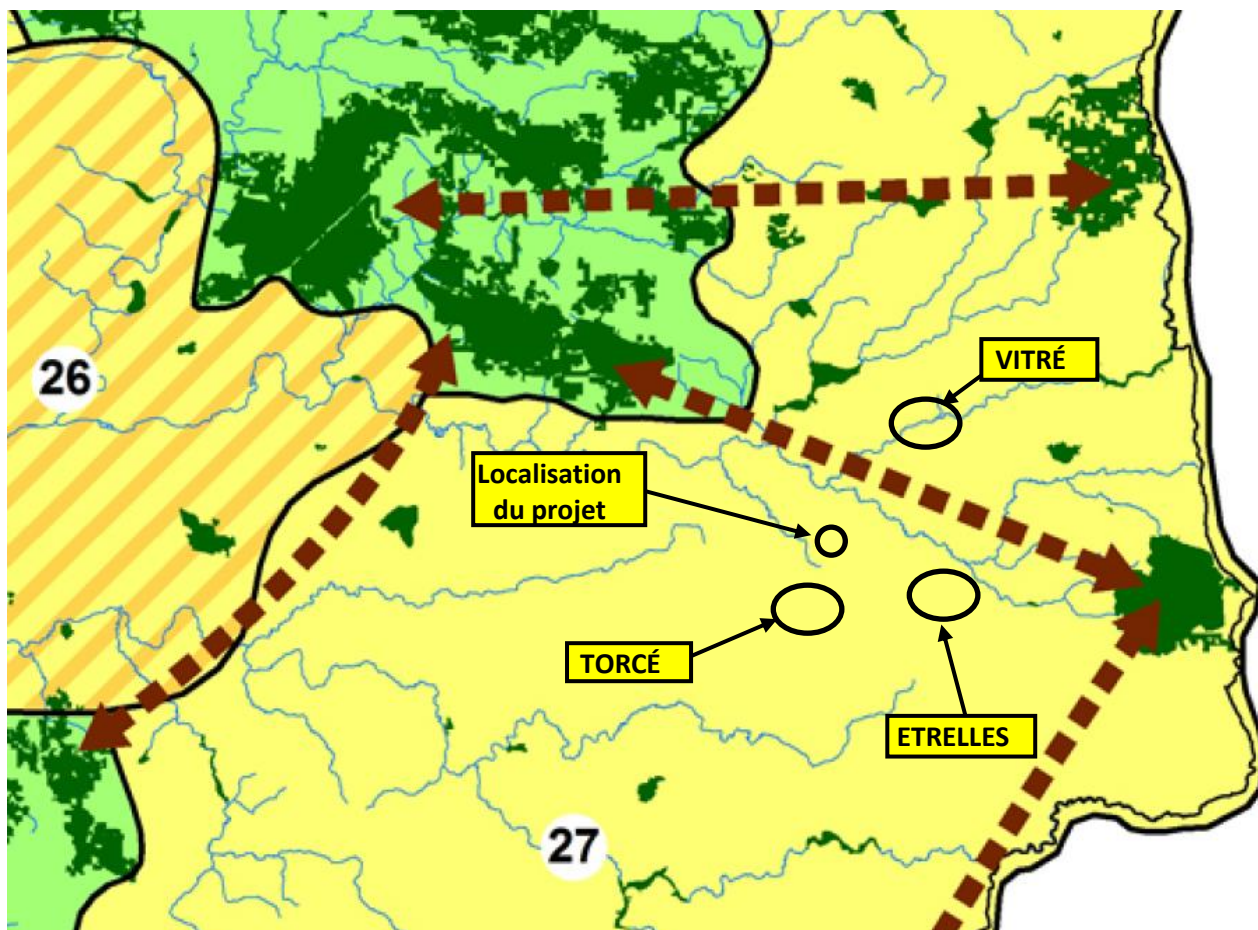 VITRÉ
26
Localisation
du projet
TORCÉ
ETRELLES
27